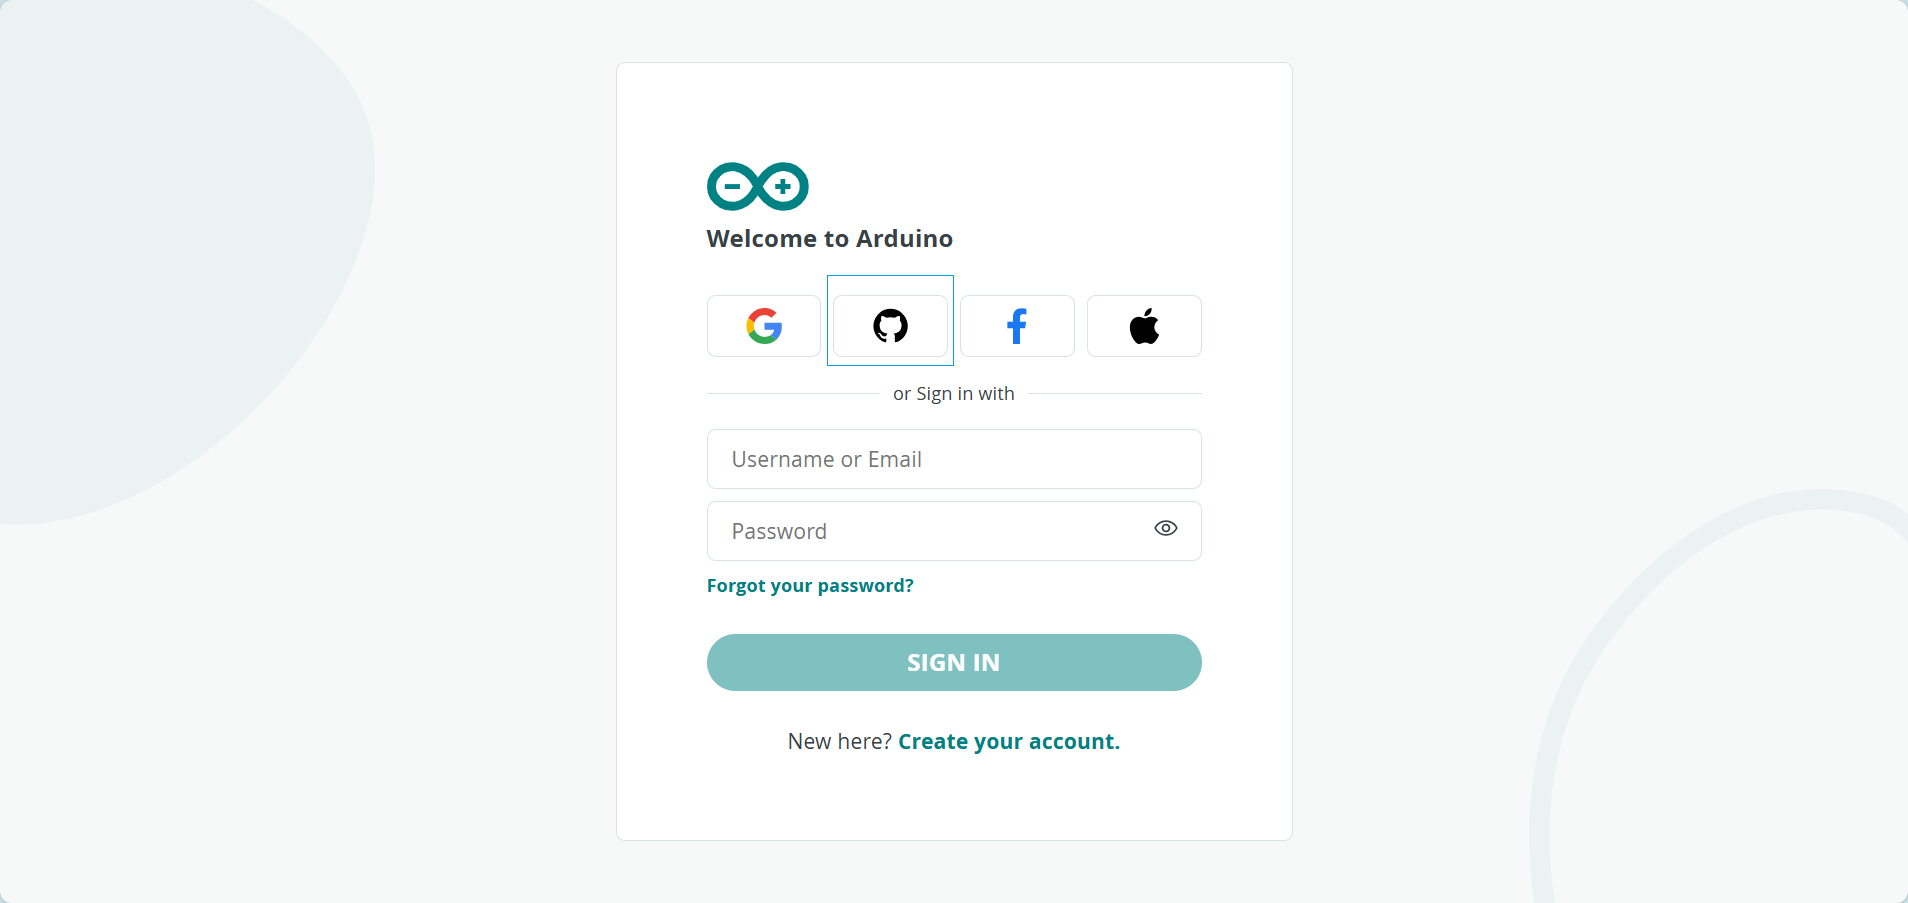 Welcome to Arduino
or Sign in with
Username or Email
Password
Forgot your password?
SIGN IN
New here? Create your account.